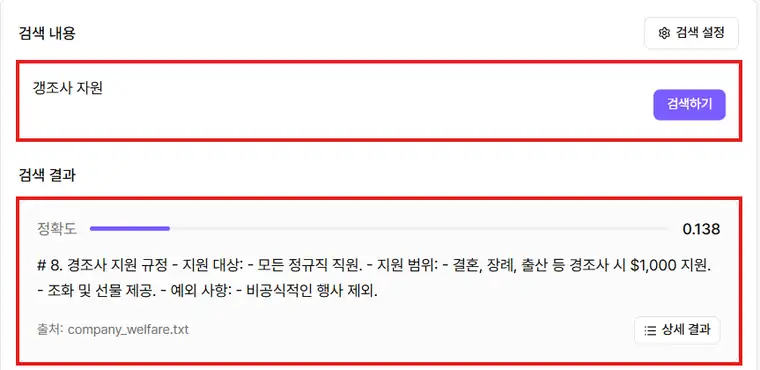 검색 내용
검색 설정
갱조사 자원
검색하기
검색 결과
정확도 0.138
# 8. 경조사 지원 규정 - 지원 대상: - 모든 정규직 직원. - 지원 범위: - 결혼, 장례, 출산 등 경조사 시 $1,000 지원.
- 조화 및 선물 제공. - 예외 사항: - 비공식적인 행사 제외.
출처: company_welfare.txt
상세 결과